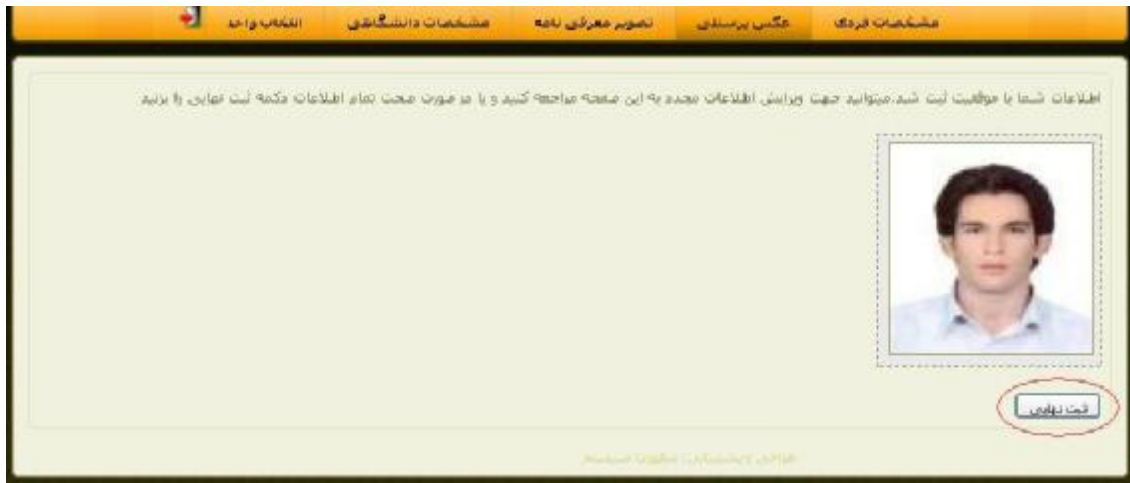 مشخصات فردی عکس پرسنلی تصویر معرفی نامه مشخصات دانشگاهی انتخاب واحد
اطلاعات شما با موفقیت ثبت شد.میتوانید جهت ویرایش اطلاعات مجدد به این صفحه مراجعه کنید و یا در صورت صحت تمام اطلاعات دکمه ثبت نهایی را بزنید
ثبت نهایی
طراحی و پشتیبانی: